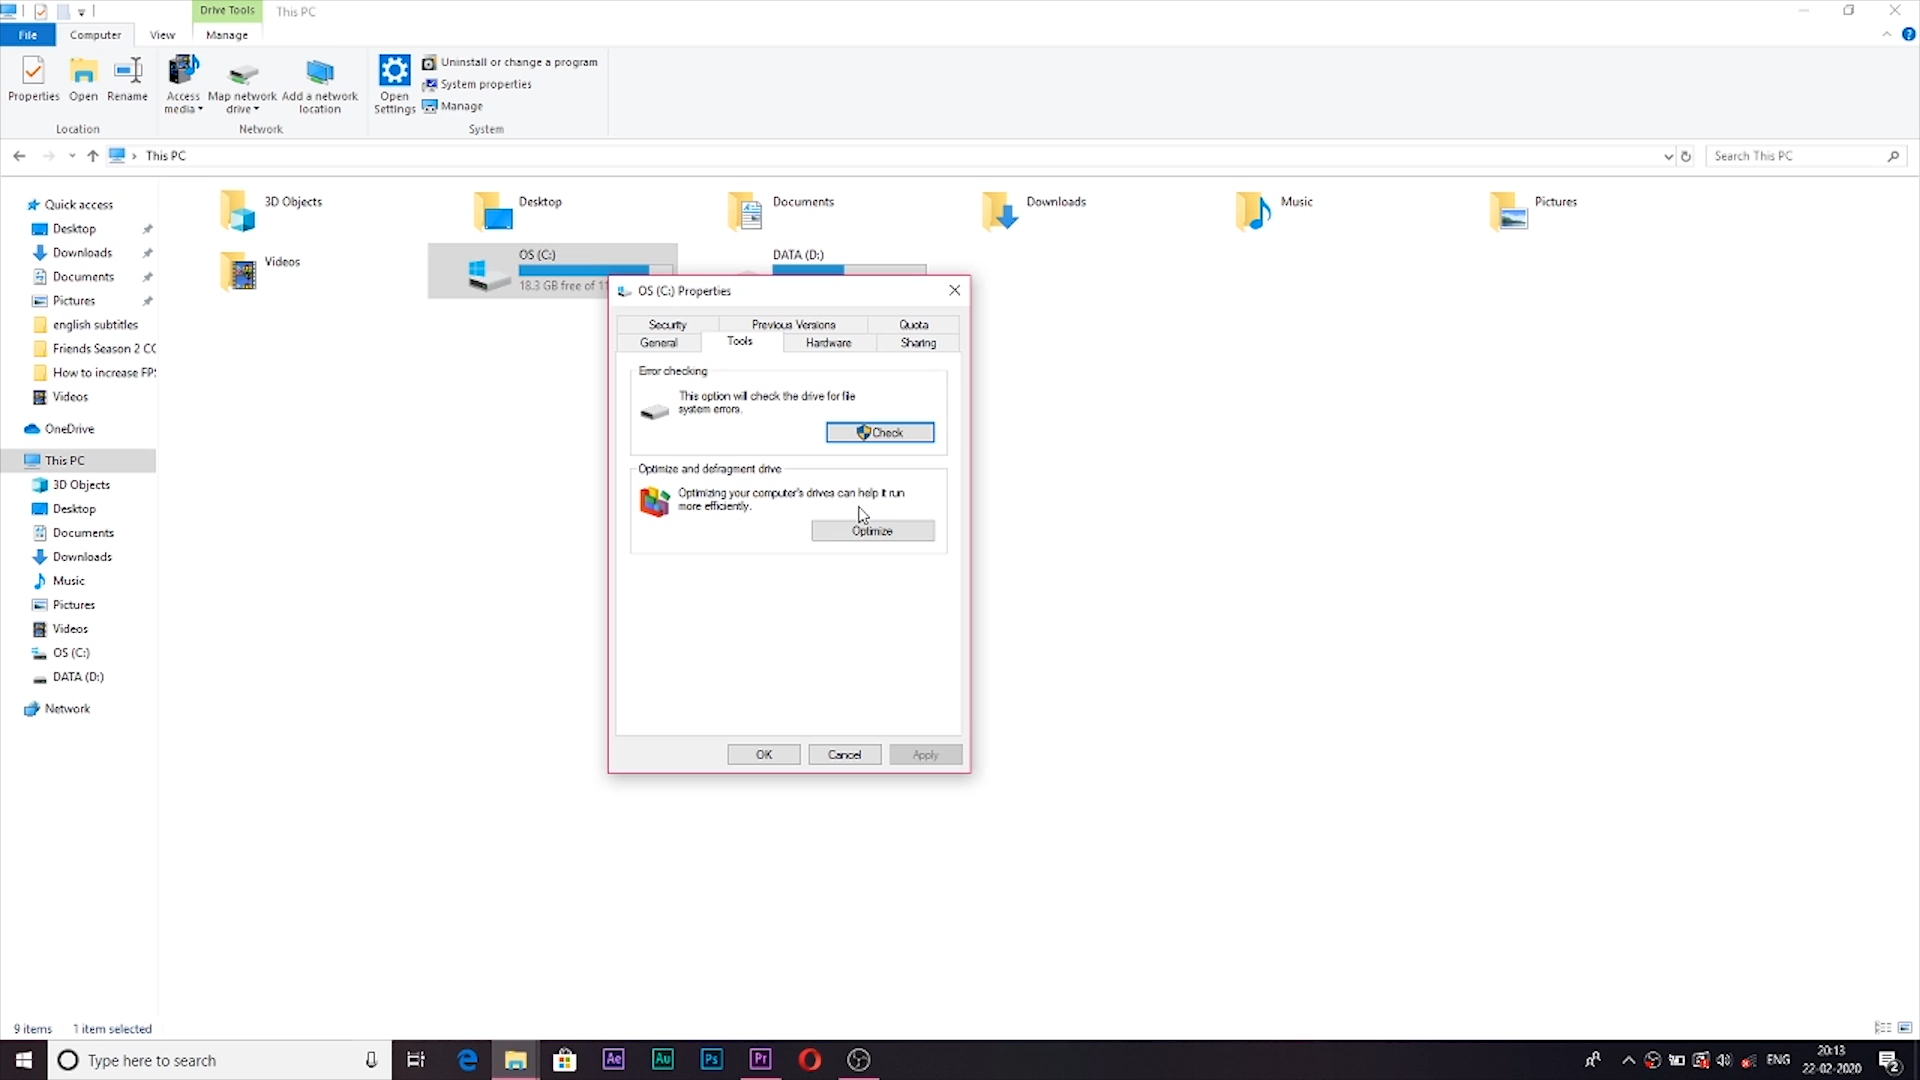 Drive Tools
This PC
File
Computer
View
Manage
Properties
Open
Rename
Access
media
Map network
drive
Add a network
location
Open
Settings
Uninstall or change a program
System properties
Manage
Location
Network
System
This PC
Search This PC
Quick access
Desktop
Downloads
Documents
Pictures
english subtitles
Friends Season 2 CC
How to increase FPS
Videos
OneDrive
This PC
3D Objects
Desktop
Documents
Downloads
Music
Pictures
Videos
OS (C:)
DATA (D:)
Network
3D Objects
Desktop
Documents
Downloads
Music
Pictures
Videos
OS (C:)
18.3 GB free of
DATA (D:)
OS (C:) Properties
Security
Previous Versions
Quota
General
Tools
Hardware
Sharing
Error checking
This option will check the drive for file
system errors.
Check
Optimize and defragment drive
Optimizing your computer's drives can help it run
more efficiently.
Optimize
OK
Cancel
Apply
9 items
1 item selected
Type here to search
Ae
Au
Ps
Pr
ENG
20:13
22-02-2020
2